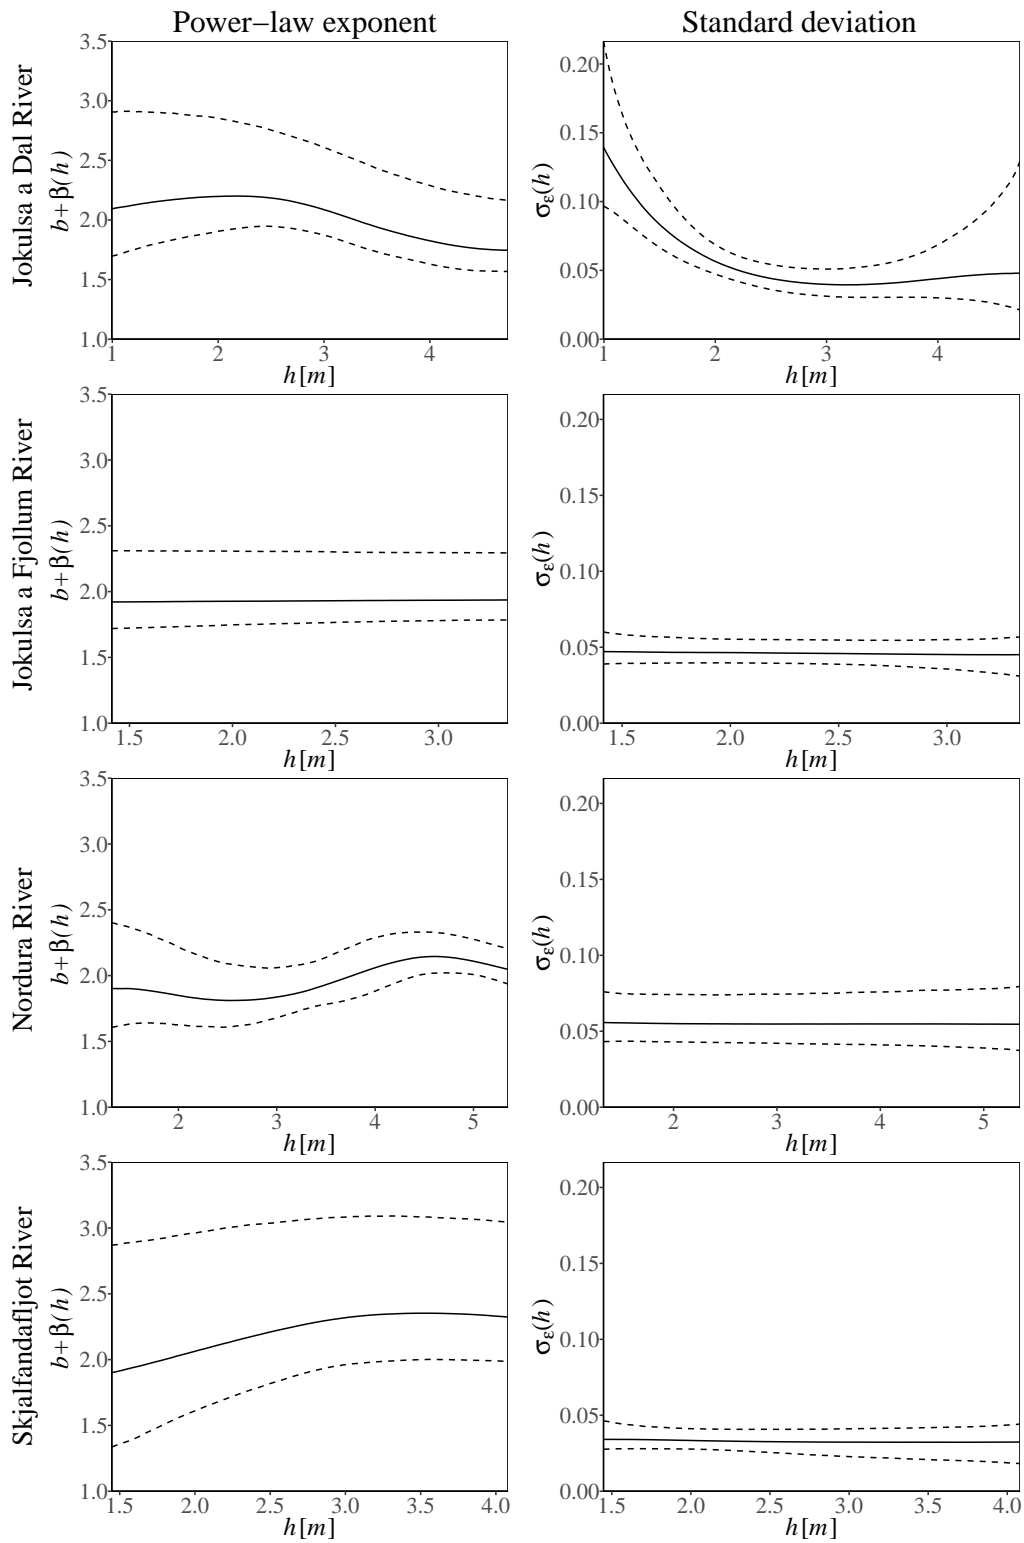 Power−law exponent
Standard deviation
Jokulsa a Dal River
b+β(h)
3.5
3.0
2.5
2.0
1.5
1.0
1 2 3 4
h[m]
σε(h)
0.20
0.15
0.10
0.05
0.00
1 2 3 4
h[m]
Jokulsa a Fjollum River
b+β(h)
3.5
3.0
2.5
2.0
1.5
1.0
1.5 2.0 2.5 3.0
h[m]
σε(h)
0.20
0.15
0.10
0.05
0.00
1.5 2.0 2.5 3.0
h[m]
Nordura River
b+β(h)
3.5
3.0
2.5
2.0
1.5
1.0
2 3 4 5
h[m]
σε(h)
0.20
0.15
0.10
0.05
0.00
2 3 4 5
h[m]
Skjalfandafljot River
b+β(h)
3.5
3.0
2.5
2.0
1.5
1.0
1.5 2.0 2.5 3.0 3.5 4.0
h[m]
σε(h)
0.20
0.15
0.10
0.05
0.00
1.5 2.0 2.5 3.0 3.5 4.0
h[m]